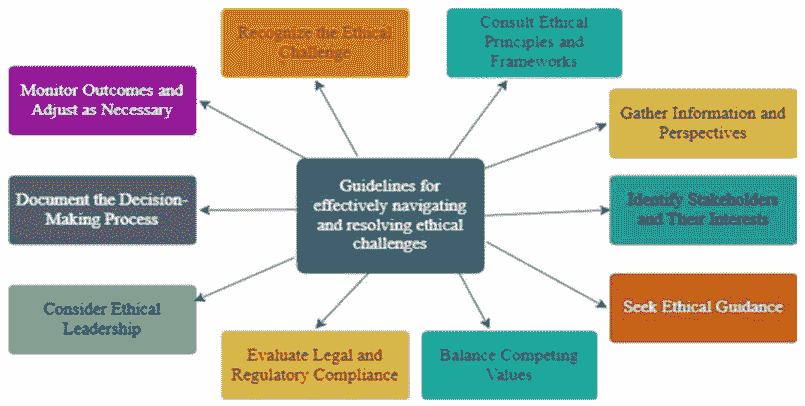 Recognize the Ethical
Challenge
Consult Ethical
Principles and
Frameworks
Monitor Outcomes and
Adjust as Necessary
Gather Information and
Perspectives
Guidelines for
effectively navigating
and resolving ethical
challenges
Document the Decision-
Making Process
Identify Stakeholders
and Their Interests
Consider Ethical
Leadership
Seek Ethical Guidance
Evaluate Legal and
Regulatory Compliance
Balance Competing
Values